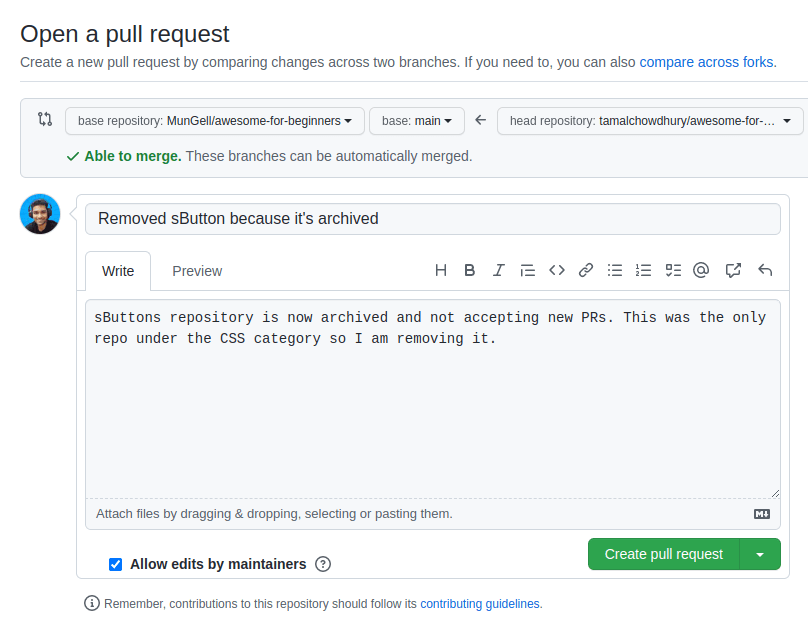 Open a pull request
Create a new pull request by comparing changes across two branches. If you need to, you can also compare across forks.
base repository: MunGell/awesome-for-beginners base: main head repository: tamalchowdhury/awesome-for-...
Able to merge. These branches can be automatically merged.
Removed sButton because it's archived
Write Preview
sButtons repository is now archived and not accepting new PRs. This was the only
repo under the CSS category so I am removing it.
Attach files by dragging & dropping, selecting or pasting them.
Allow edits by maintainers
Create pull request
Remember, contributions to this repository should follow its contributing guidelines.